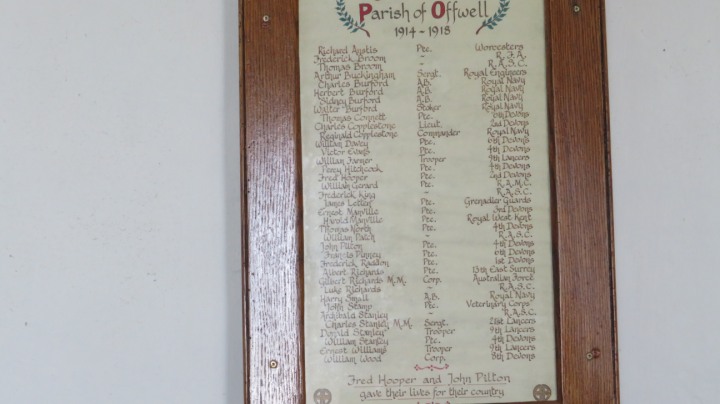 Parish of Offwell
1914 - 1918
Richard Anstis Pte. Worcesters
Frederick Broom ~ R.F.A.
Thomas Broom ~ R.A.S.C.
Arthur Buckingham Sergt. Royal Engineers
Charles Burford A.B. Royal Navy
Herbert Burford A.B. Royal Navy
Sidney Burford A.B. Royal Navy
Walter Burford Stoker Royal Navy
Thomas Connett Pte. 6th Devons
Charles Copplestone Lieut. 2nd Devons
Reginald Copplestone Commander Royal Navy
William Davey Pte. 6th Devons
Victor Evans Pte. 4th Devons
William Farmer Trooper 9th Lancers
Percy Hitchcock Pte. 4th Devons
Fred Hooper Pte. 2nd Devons
William Gerard Pte. R.A.M.C.
Frederick King ~ R.A.S.C.
James Pte. Grenadier Guards
Ernest Manville Pte. 3rd Devons
Harold Manville Pte. Royal West Kent
Thomas North Pte. 4th Devons
William Patch ~ R.A.S.C.
John Pilton Pte. 4th Devons
Francis Pinney Pte. 6th Devons
Frederick Raddon Pte. 1st Devons
Albert Richards Pte. 13th East Surrey
Gilbert Richards M.M. Corp. Australian Force
Luke Richards ~ R.A.S.C.
Harry Small A.B. Royal Navy
John Stamp Pte. Veterinary Corps
Archibald Stanley ~ R.A.S.C.
Charles Stanley M.M. Sergt. 21st Lancers
Donald Stanley Trooper 9th Lancers
William Stanley Pte. 4th Devons
Ernest Williams Trooper 9th Lancers
William Wood Corp. 8th Devons
Fred Hooper and John Pilton
gave their lives for their country